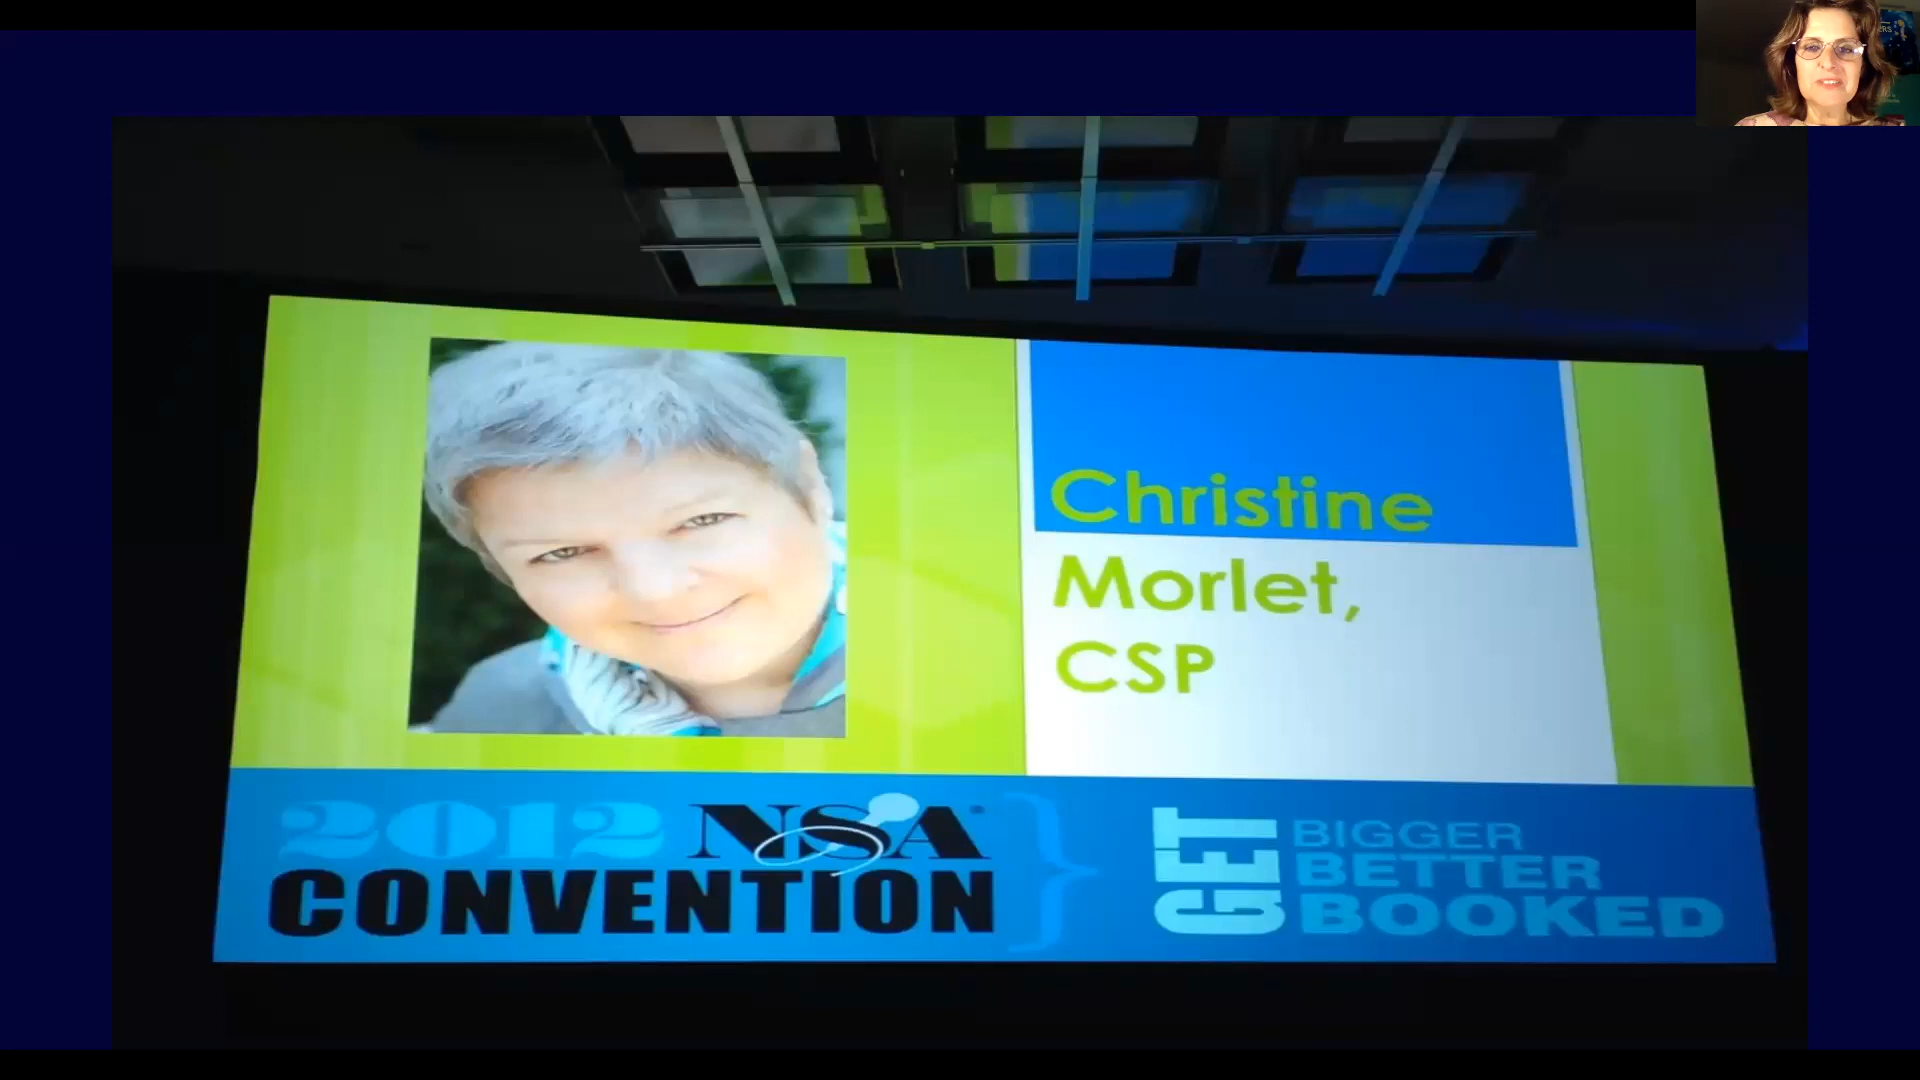 Christine
Morlet,
CSP
2012 NSA®
CONVENTION
GET
BIGGER
BETTER
BOOKED